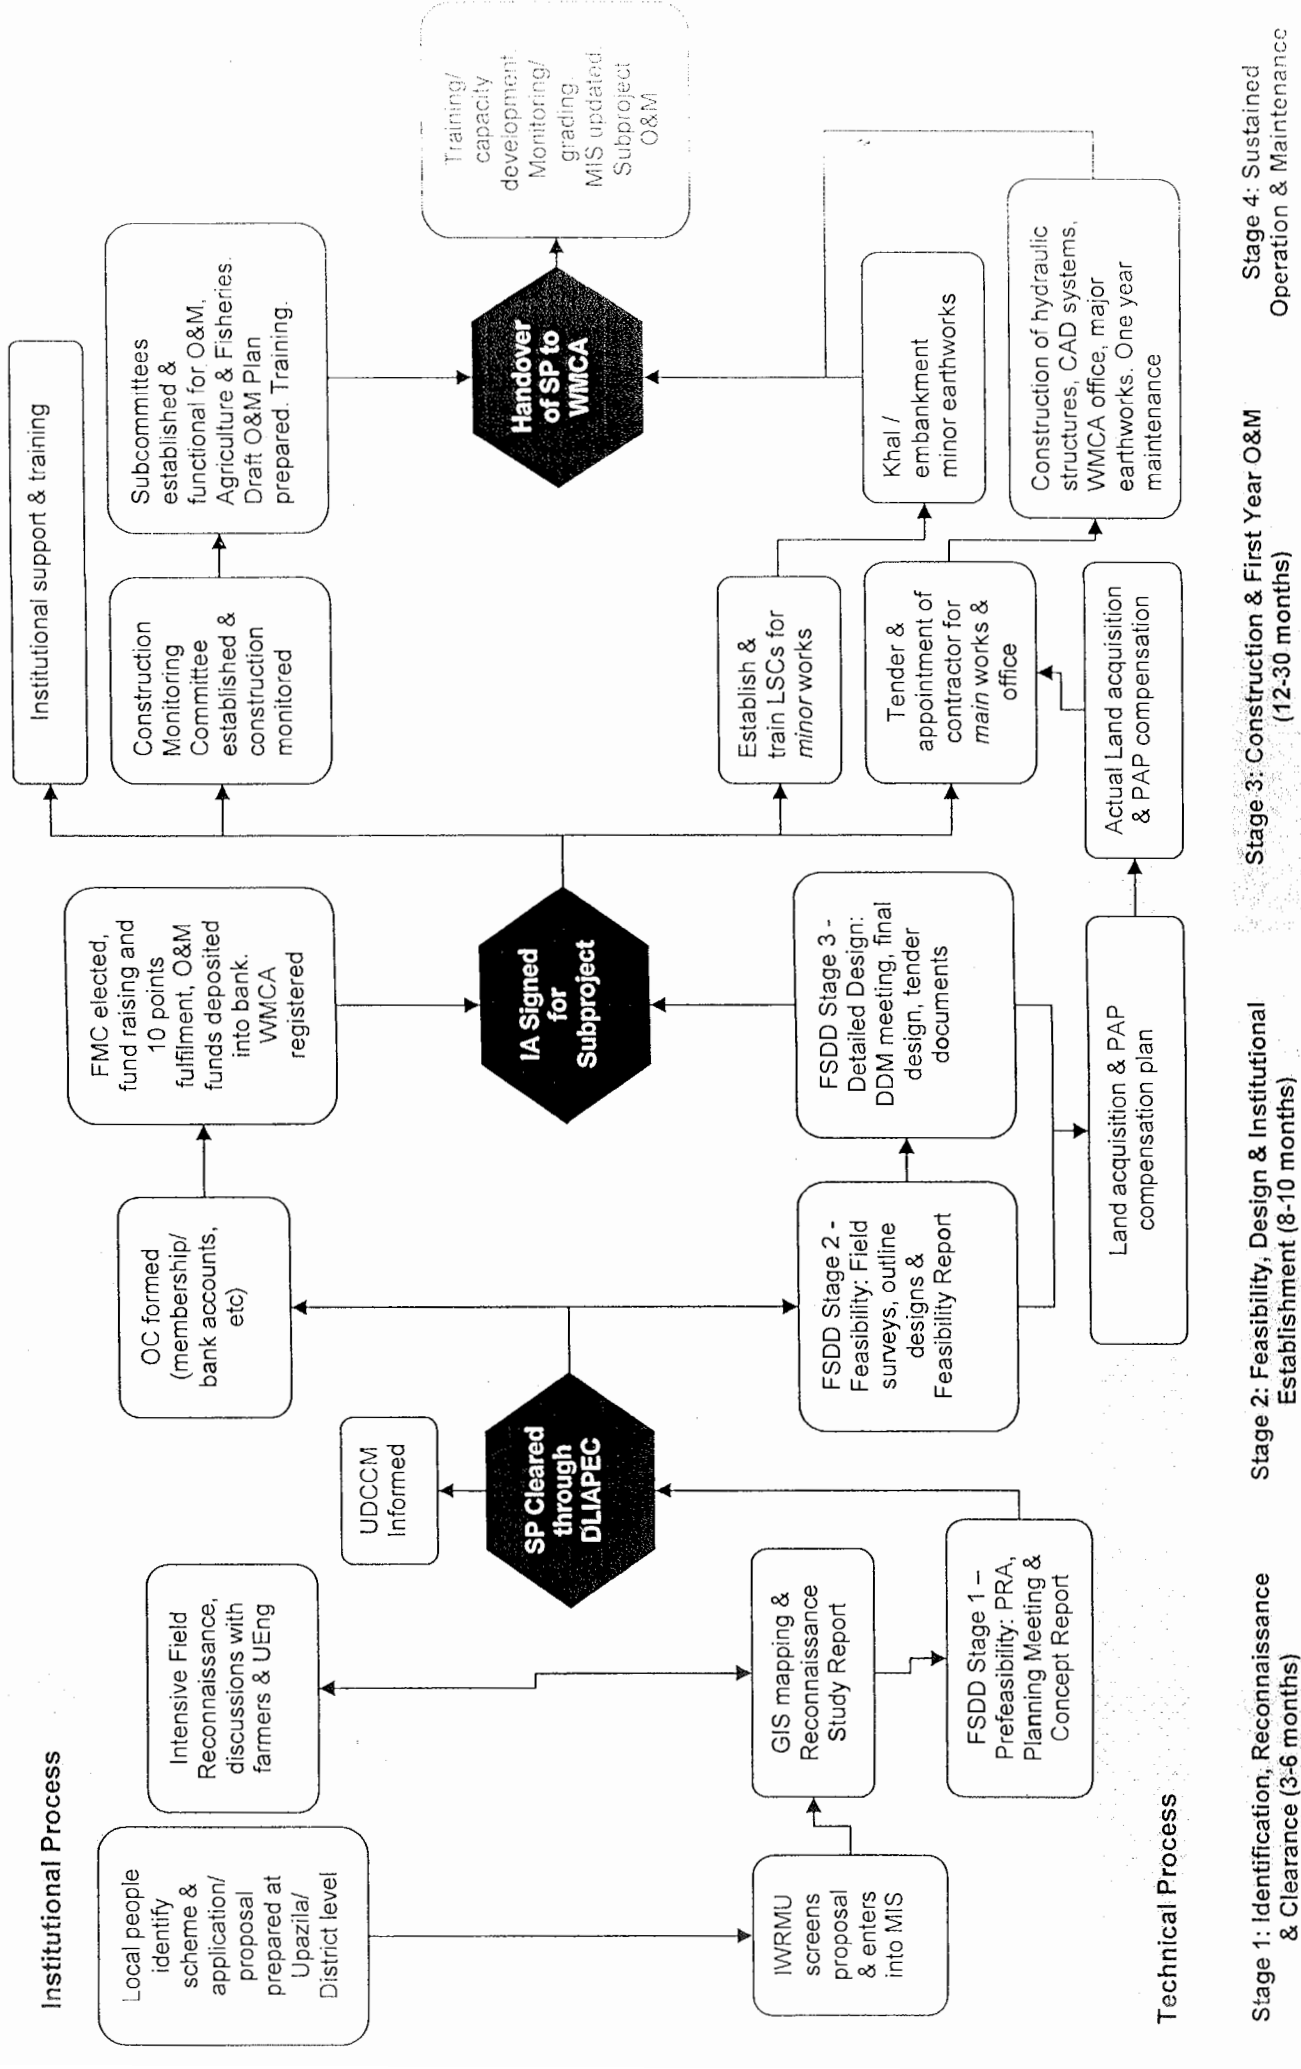 Institutional Process
Local people
identify
scheme &
application/
proposal
prepared at
Upazila/
District level
Intensive Field
Reconnaissance,
discussions with
farmers & UEng
UDCCM
Informed
OC formed
(membership/
bank accounts,
etc)
FMC elected,
fund raising and
10 points
fulfilment, O&M
funds deposited
into bank.
WMCA
registered
Institutional support & training
Construction
Monitoring
Committee
established &
construction
monitored
Subcommittees
established &
functional for O&M,
Agriculture & Fisheries.
Draft O&M Plan
prepared. Training.
SP Cleared
through
DLIAPEC
IA Signed
for
Subproject
Handover
of SP to
WMCA
Training/
capacity
development.
Monitoring/
grading.
MIS updated.
Subproject
O&M
IWRMU
screens
proposal
& enters
into MIS
GIS mapping &
Reconnaissance
Study Report
FSDD Stage 1 –
Prefeasibility: PRA,
Planning Meeting &
Concept Report
FSDD Stage 2 -
Feasibility: Field
surveys, outline
designs &
Feasibility Report
FSDD Stage 3 -
Detailed Design:
DDM meeting, final
design, tender
documents
Land acquisition & PAP
compensation plan
Establish &
train LSCs for
minor works
Tender &
appointment of
contractor for
main works &
office
Actual Land acquisition
& PAP compensation
Khal /
embankment
minor earthworks
Construction of hydraulic
structures, CAD systems,
WMCA office, major
earthworks. One year
maintenance
Technical Process
Stage 1: Identification, Reconnaissance
& Clearance (3-6 months)
Stage 2: Feasibility, Design & Institutional
Establishment (8-10 months)
Stage 3: Construction & First Year O&M
(12-30 months)
Stage 4: Sustained
Operation & Maintenance